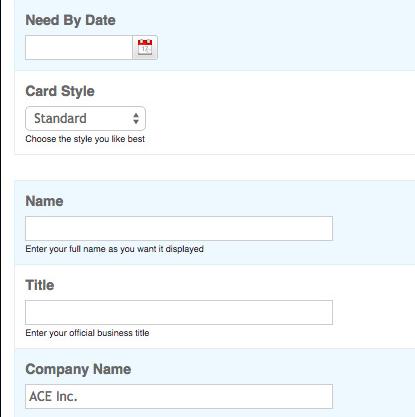 Need By Date
Card Style
Standard
Choose the style you like best
Name
Enter your full name as you want it displayed
Title
Enter your official business title
Company Name
ACE Inc.